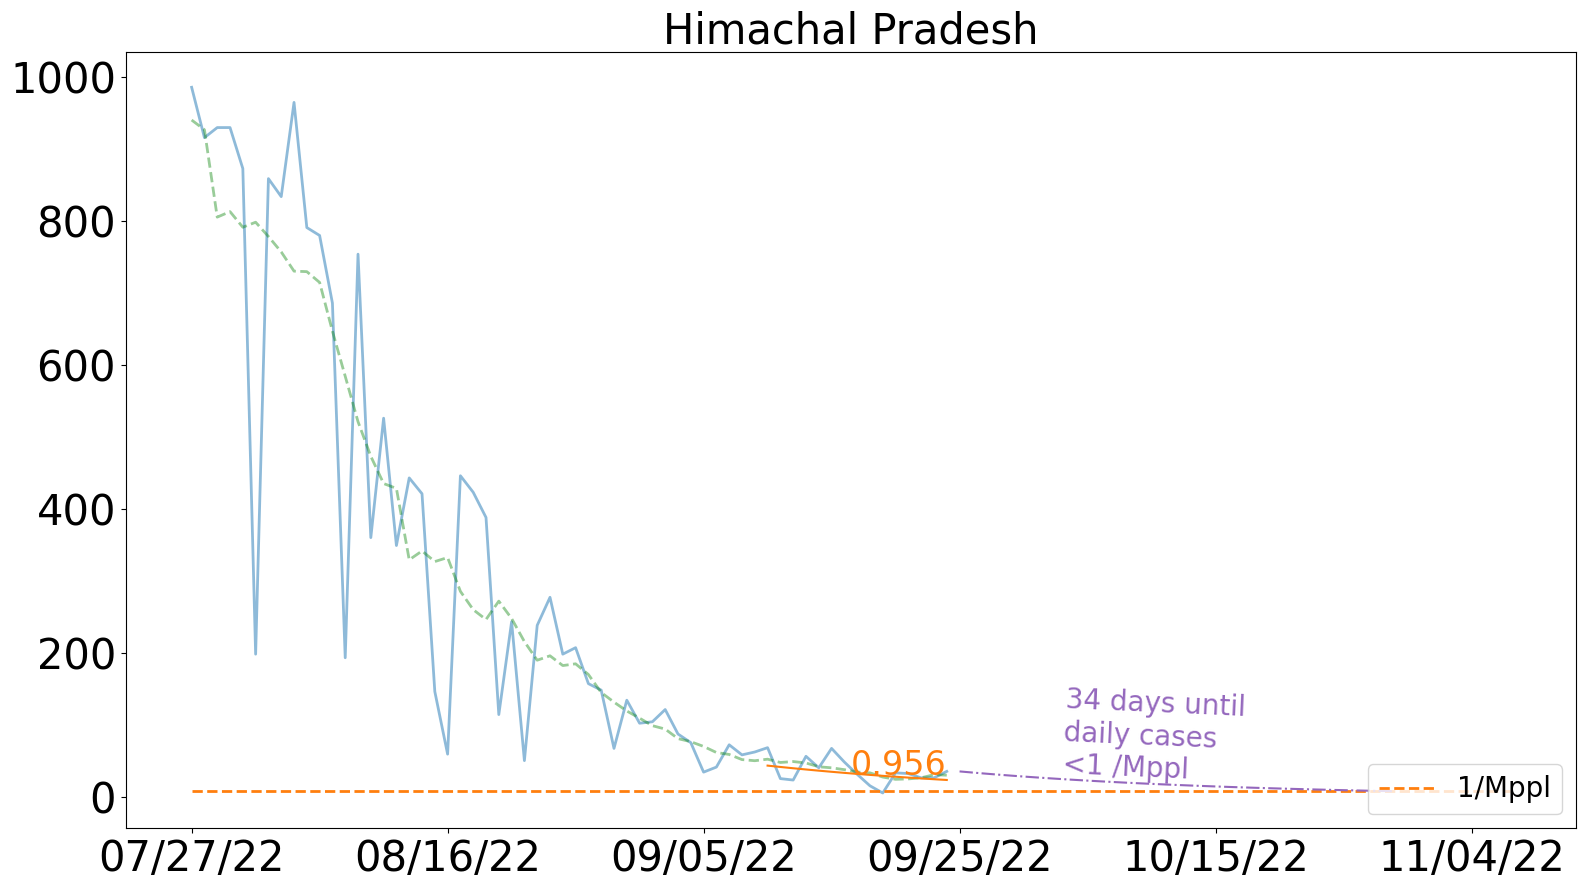 Himachal Pradesh
1000
800
600
400
200
0
0.956
34 days until
daily cases
<1 /Mppl
1/Mppl
07/27/22
08/16/22
09/05/22
09/25/22
10/15/22
11/04/22